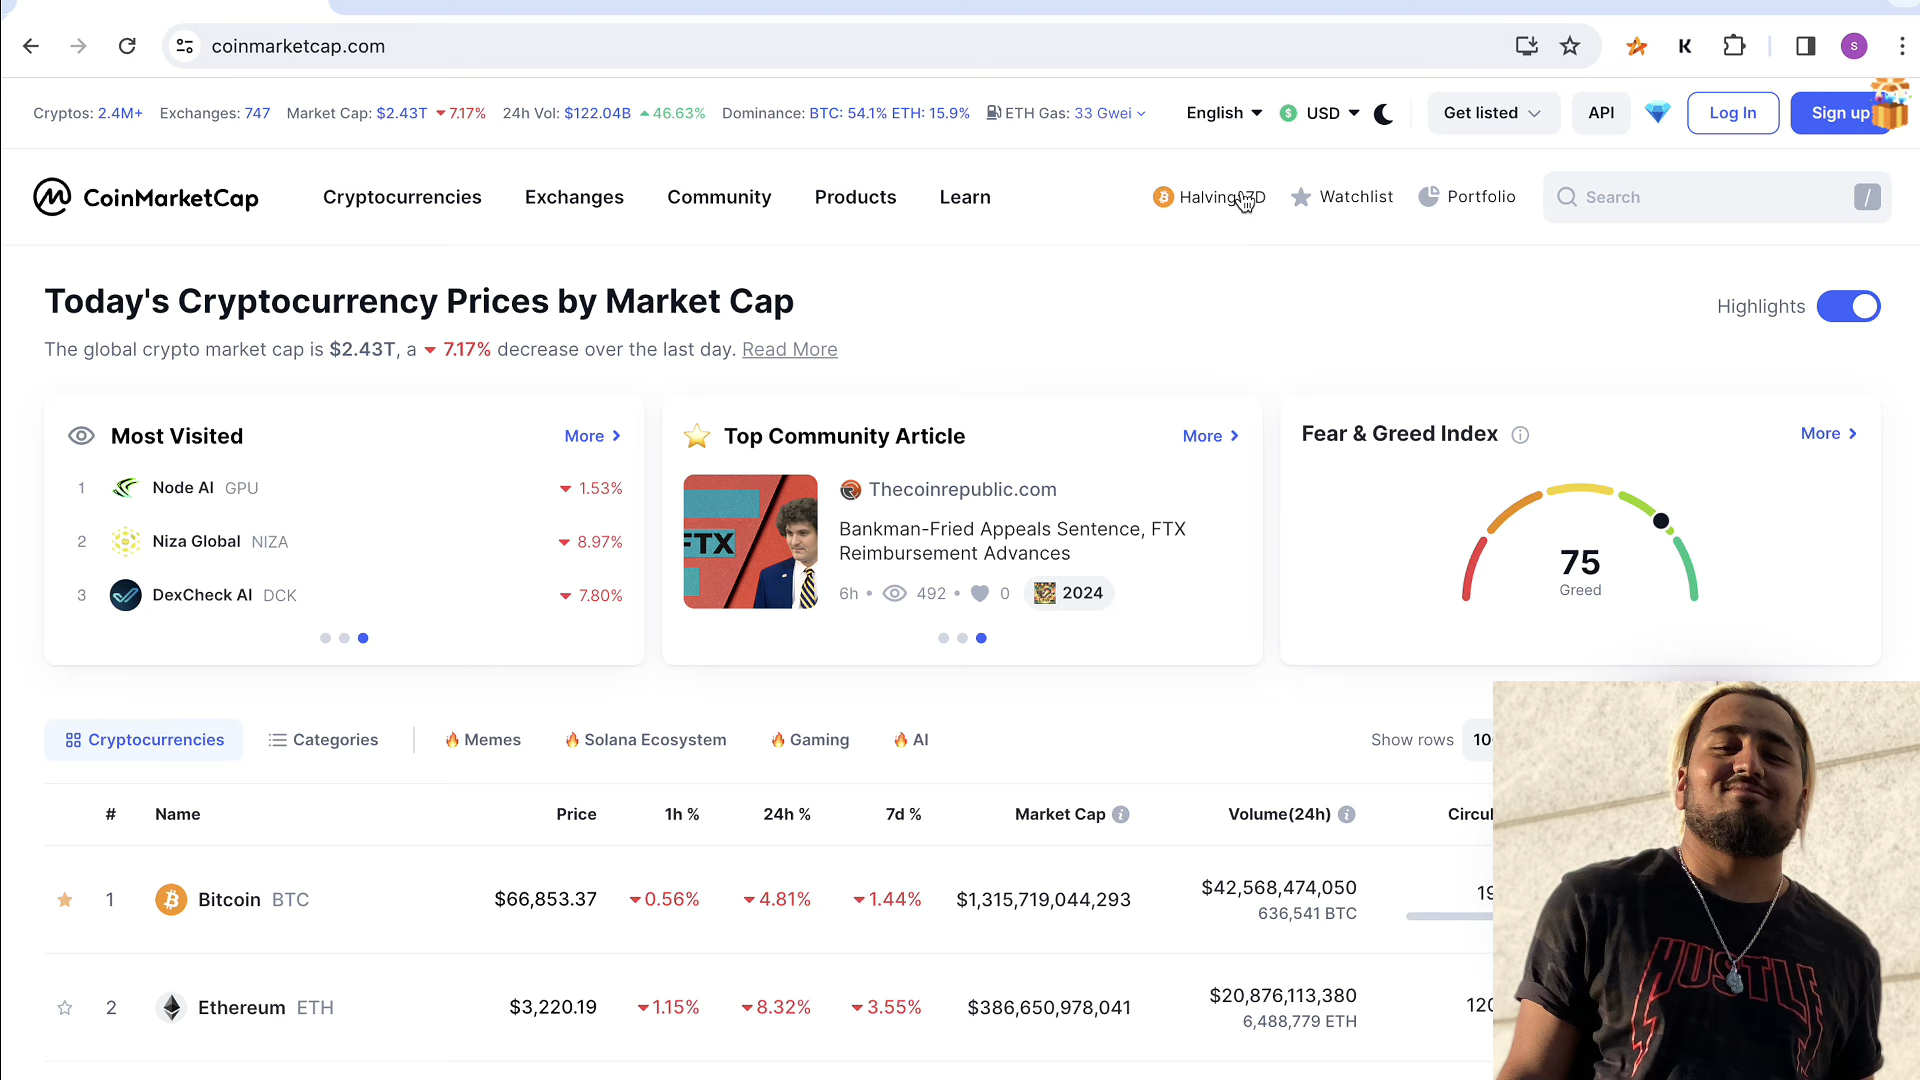 coinmarketcap.com
K
S
Cryptos: 2.4M+ Exchanges: 747 Market Cap: $2.43T 7.17% 24h Vol: $122.04B 46.63% Dominance: BTC: 54.1% ETH: 15.9% ETH Gas: 33 Gwei English USD Get listed API Log In Sign up
CoinMarketCap Cryptocurrencies Exchanges Community Products Learn Halving 7D Watchlist Portfolio Search /
Today's Cryptocurrency Prices by Market Cap
Highlights
The global crypto market cap is $2.43T, a 7.17% decrease over the last day. Read More
Most Visited More
1 Node AI GPU 1.53%
2 Niza Global NIZA 8.97%
3 DexCheck AI DCK 7.80%
Top Community Article More
FTX
Thecoinrepublic.com
Bankman-Fried Appeals Sentence, FTX
Reimbursement Advances
6h • 492 • 0 2024
Fear & Greed Index More
75
Greed
Cryptocurrencies Categories Memes Solana Ecosystem Gaming AI Show rows 10
# Name Price 1h % 24h % 7d % Market Cap Volume(24h) Circul
1 Bitcoin BTC $66,853.37 0.56% 4.81% 1.44% $1,315,719,044,293 $42,568,474,050 19
636,541 BTC
2 Ethereum ETH $3,220.19 1.15% 8.32% 3.55% $386,650,978,041 $20,876,113,380 120
6,488,779 ETH
HUSTLE